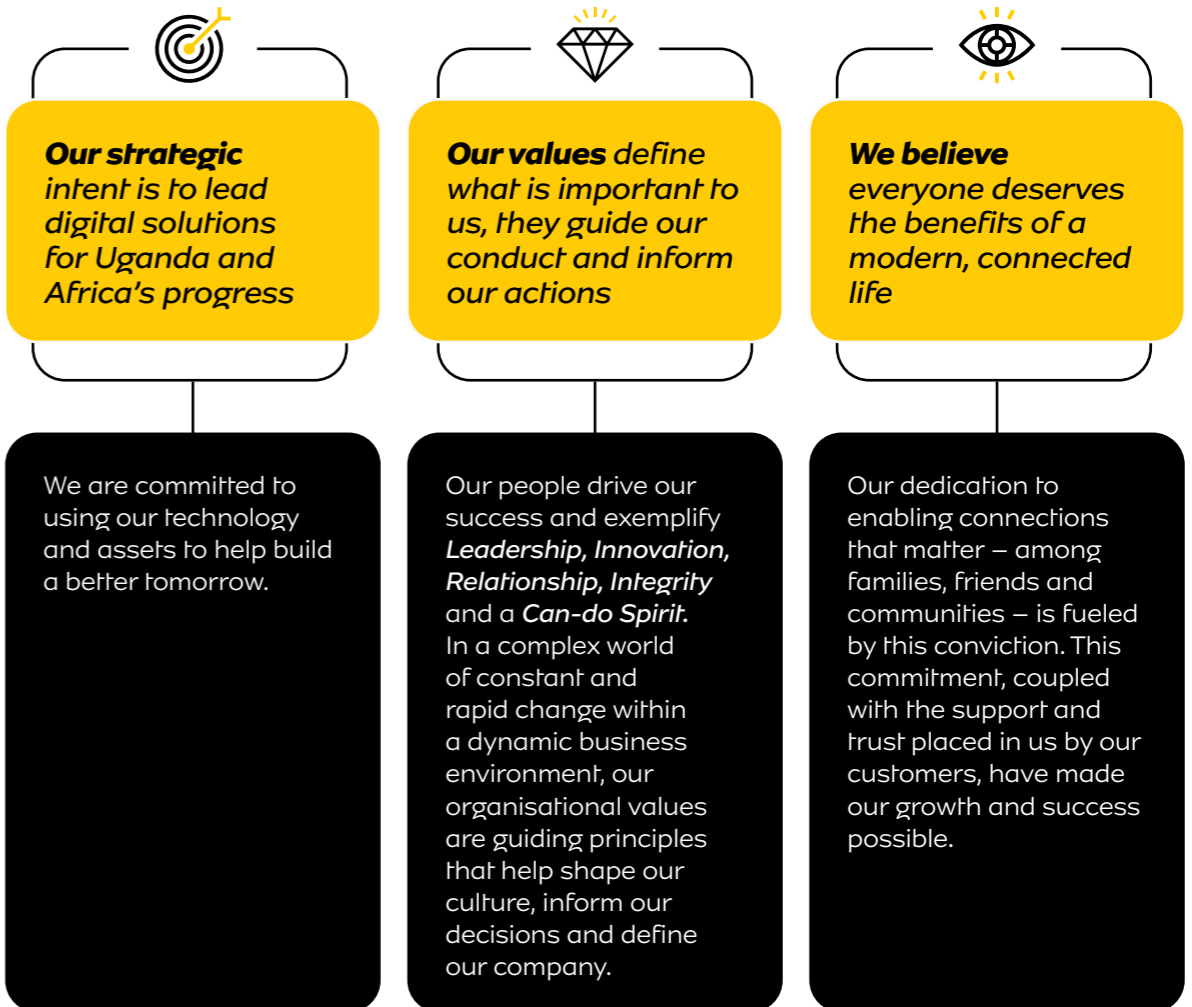 Our strategic
intent is to lead
digital solutions
for Uganda and
Africa's progress
We are committed to
using our technology
and assets to help build
a better tomorrow.
Our values define
what is important to
us, they guide our
conduct and inform
our actions
Our people drive our
success and exemplify
Leadership, Innovation,
Relationship, Integrity
and a Can-do Spirit.
In a complex world
of constant and
rapid change within
a dynamic business
environment, our
organisational values
are guiding principles
that help shape our
culture, inform our
decisions and define
our company.
We believe
everyone deserves
the benefits of a
modern, connected
life
Our dedication to
enabling connections
that matter – among
families, friends and
communities – is fueled
by this conviction. This
commitment, coupled
with the support and
trust placed in us by our
customers, have made
our growth and success
possible.